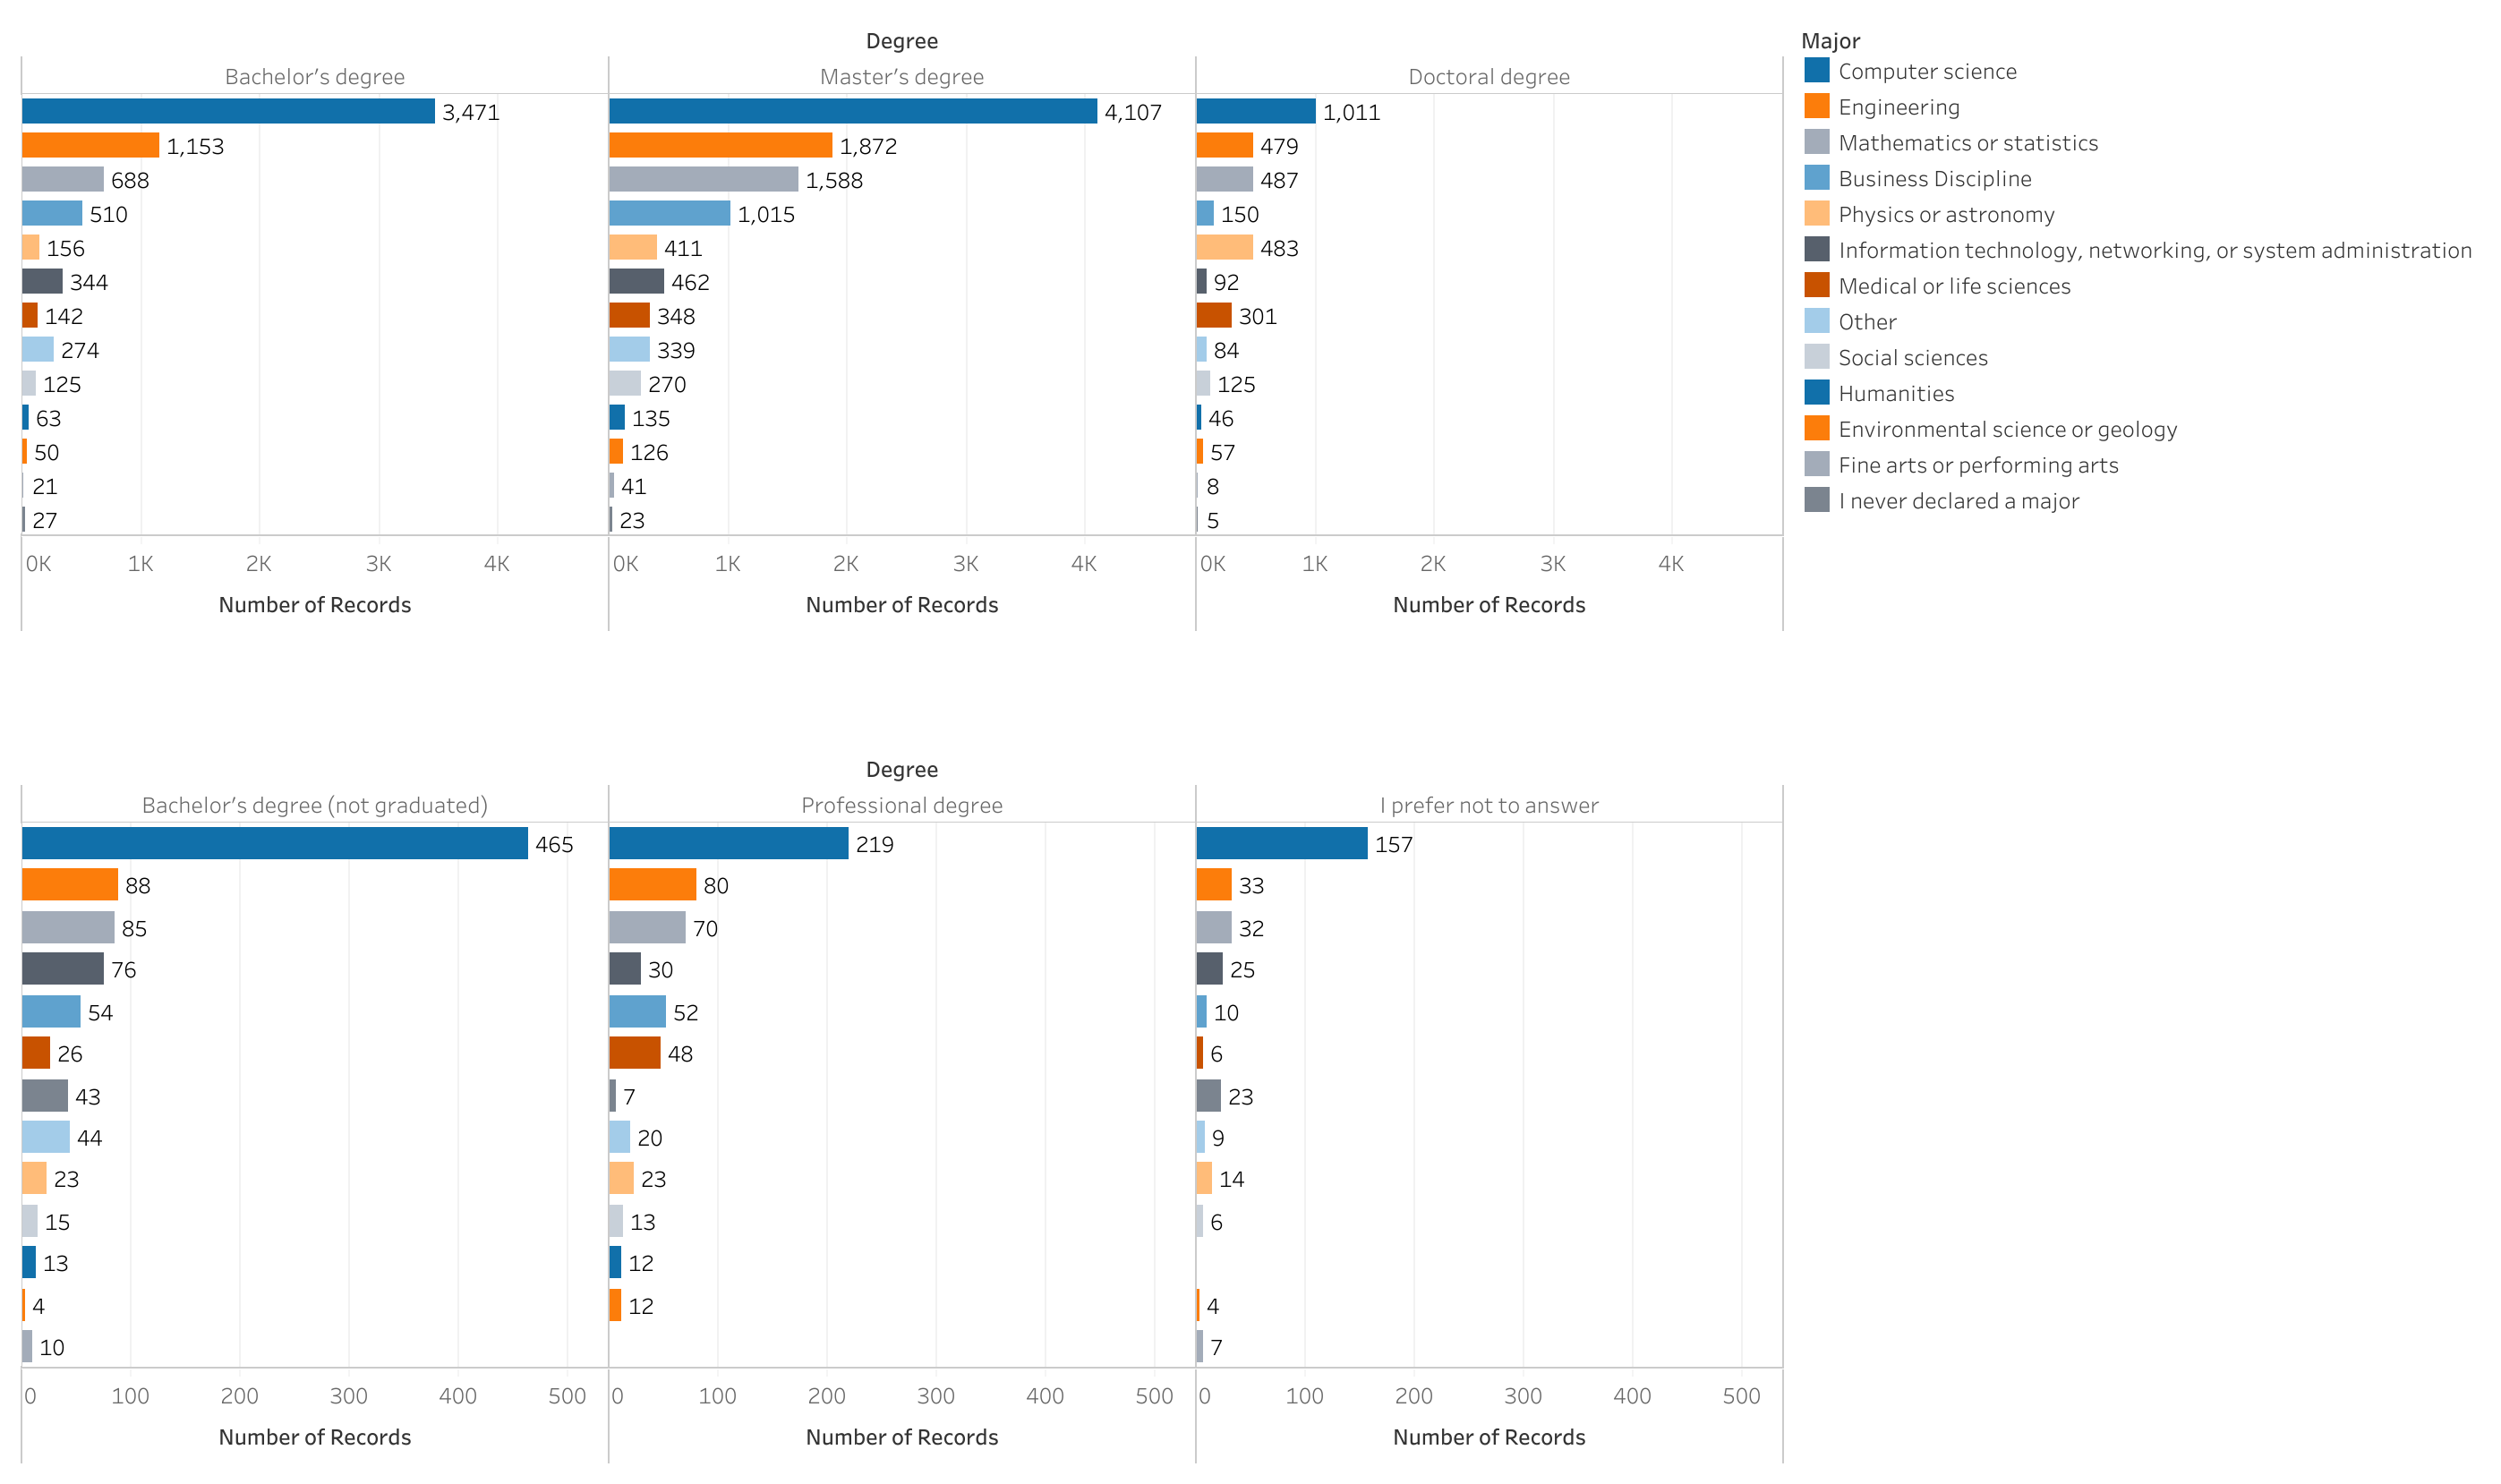 Degree
Bachelor's degree
Master's degree
Doctoral degree
3,471
4,107
1,011
1,153
1,872
479
688
1,588
487
510
1,015
150
156
411
483
344
462
92
142
348
301
274
339
84
125
270
125
63
135
46
50
126
57
21
41
8
27
23
5
0K 1K 2K 3K 4K
0K 1K 2K 3K 4K
0K 1K 2K 3K 4K
Number of Records
Number of Records
Number of Records
Major
Computer science
Engineering
Mathematics or statistics
Business Discipline
Physics or astronomy
Information technology, networking, or system administration
Medical or life sciences
Other
Social sciences
Humanities
Environmental science or geology
Fine arts or performing arts
I never declared a major
Degree
Bachelor's degree (not graduated)
Professional degree
I prefer not to answer
465
219
157
88
80
33
85
70
32
76
30
25
54
52
10
26
48
6
43
7
23
44
20
9
23
23
14
15
13
6
13
12
4
12
4
10
7
0 100 200 300 400 500
0 100 200 300 400 500
0 100 200 300 400 500
Number of Records
Number of Records
Number of Records